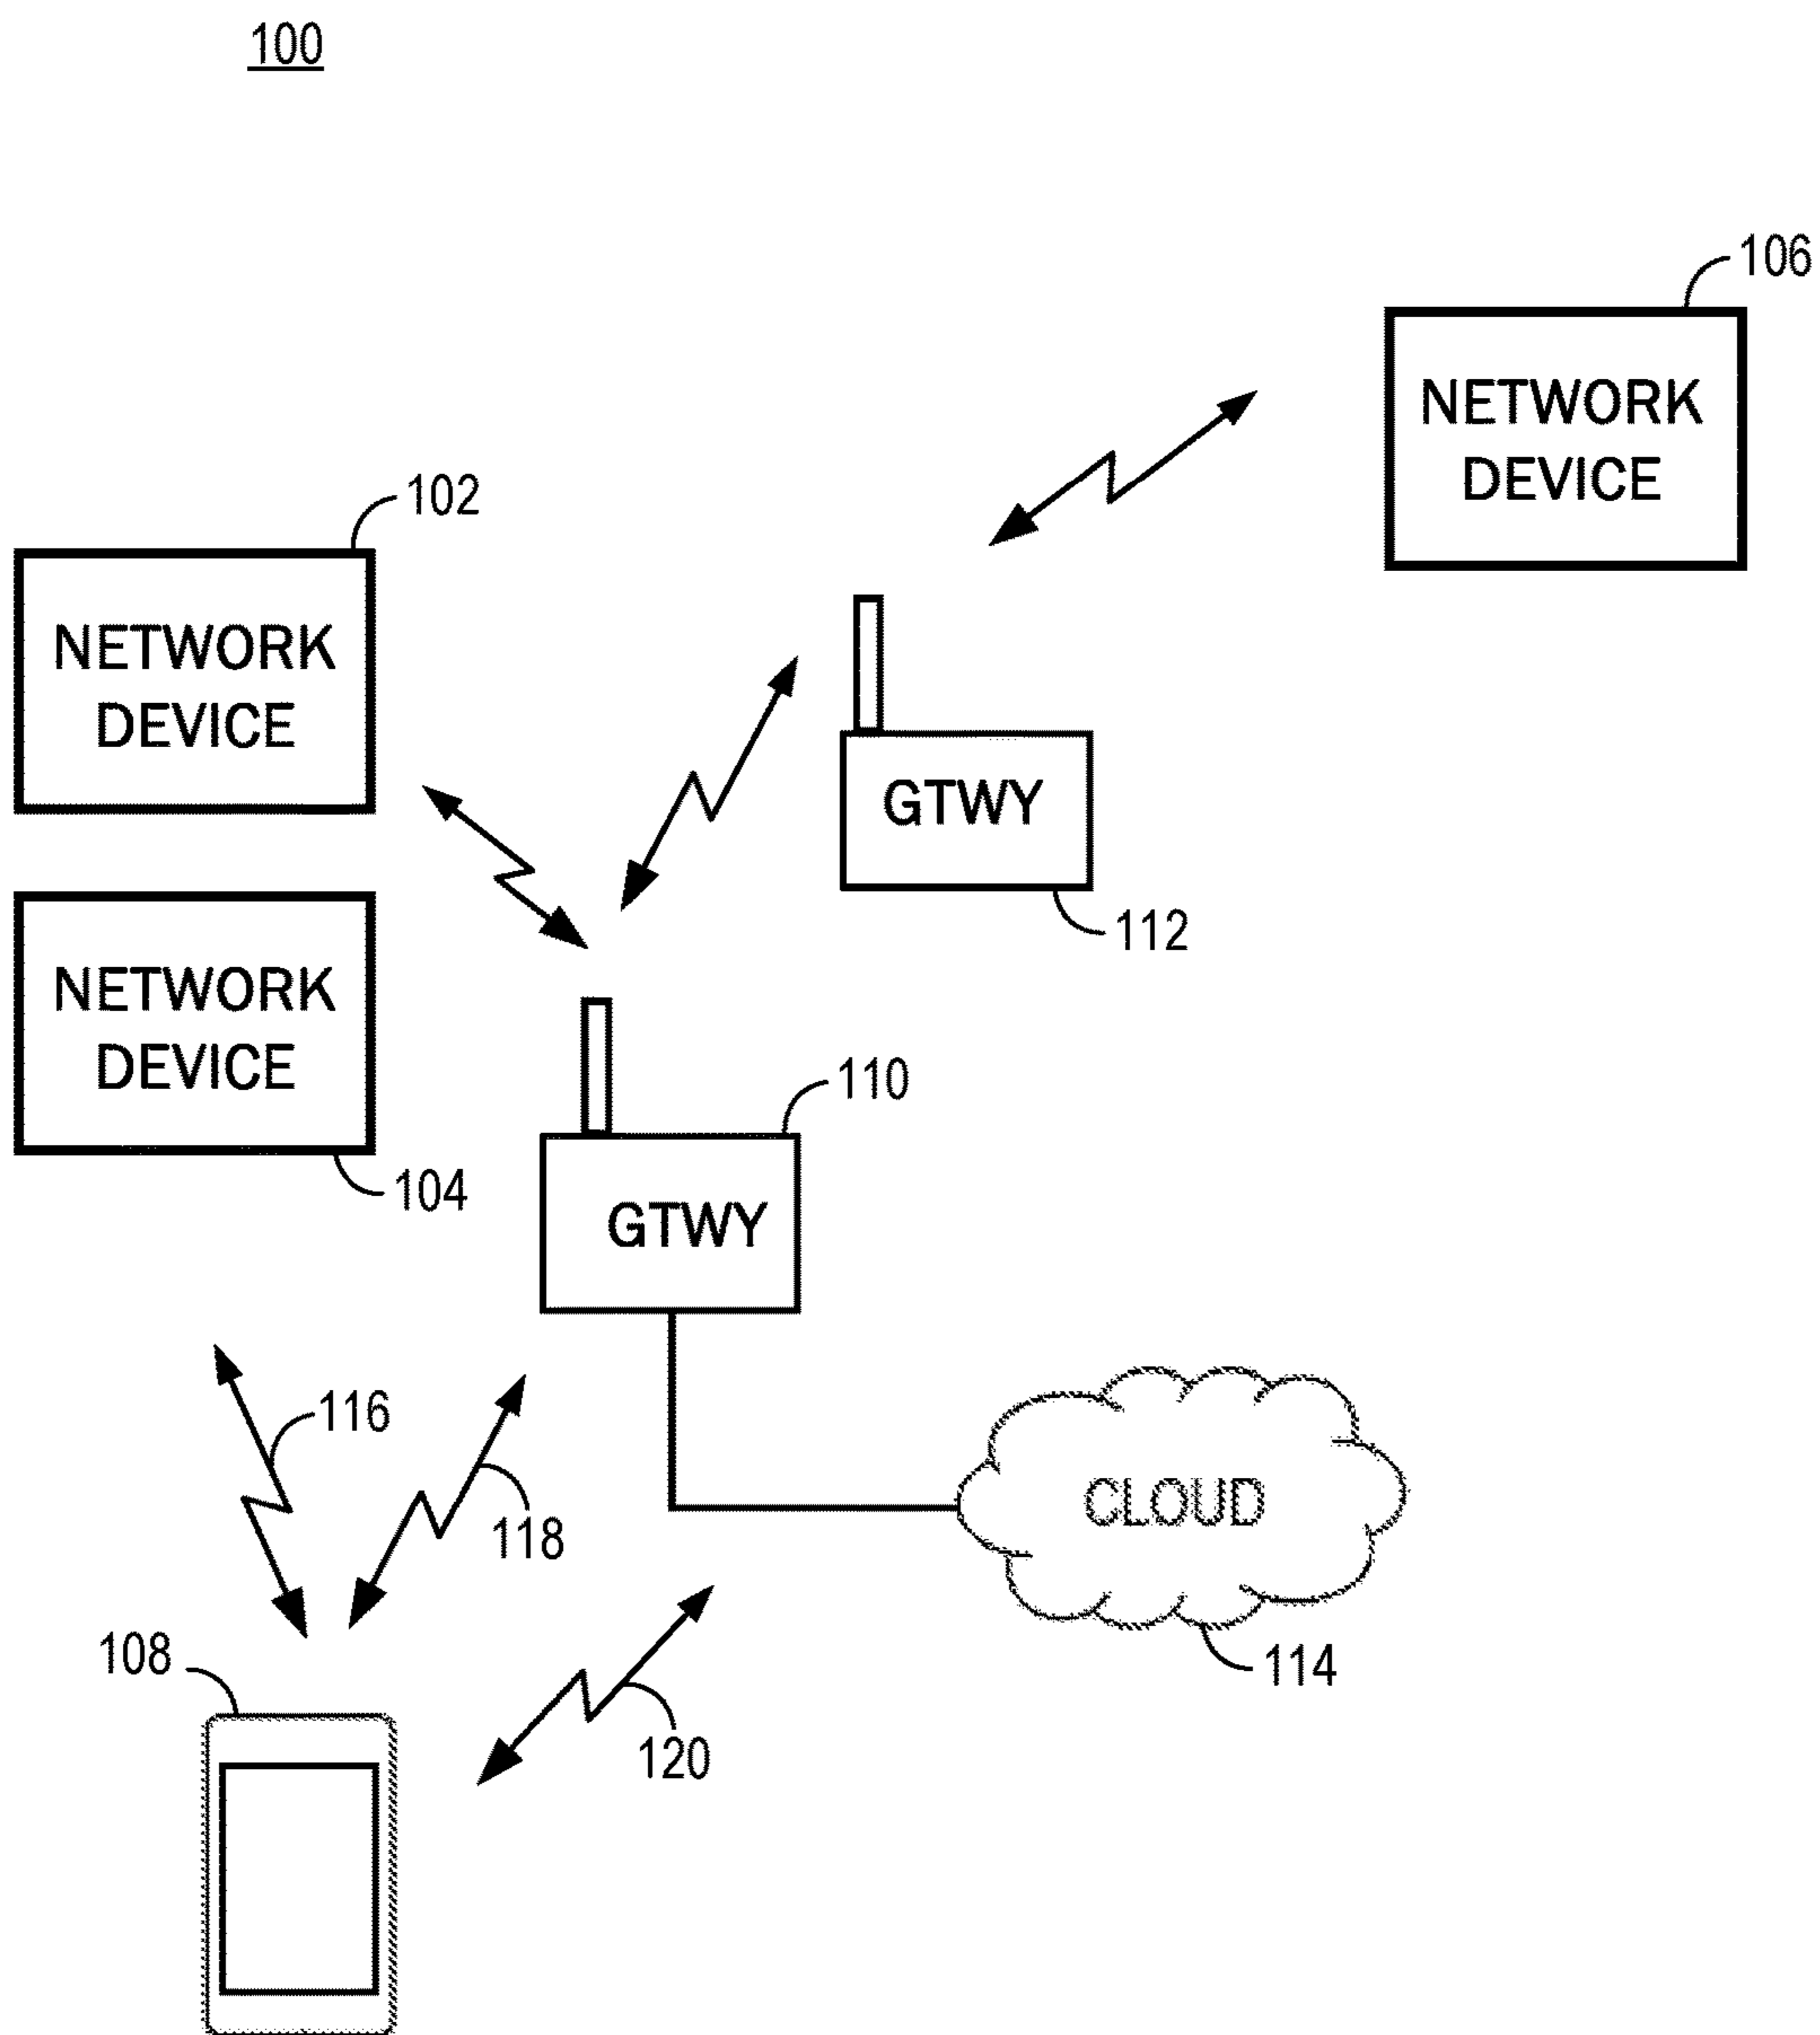 100
106
NETWORK
DEVICE
102
NETWORK
DEVICE
GTWY
112
NETWORK
DEVICE
104
110
GTWY
116
118
CLOUD
114
108
120